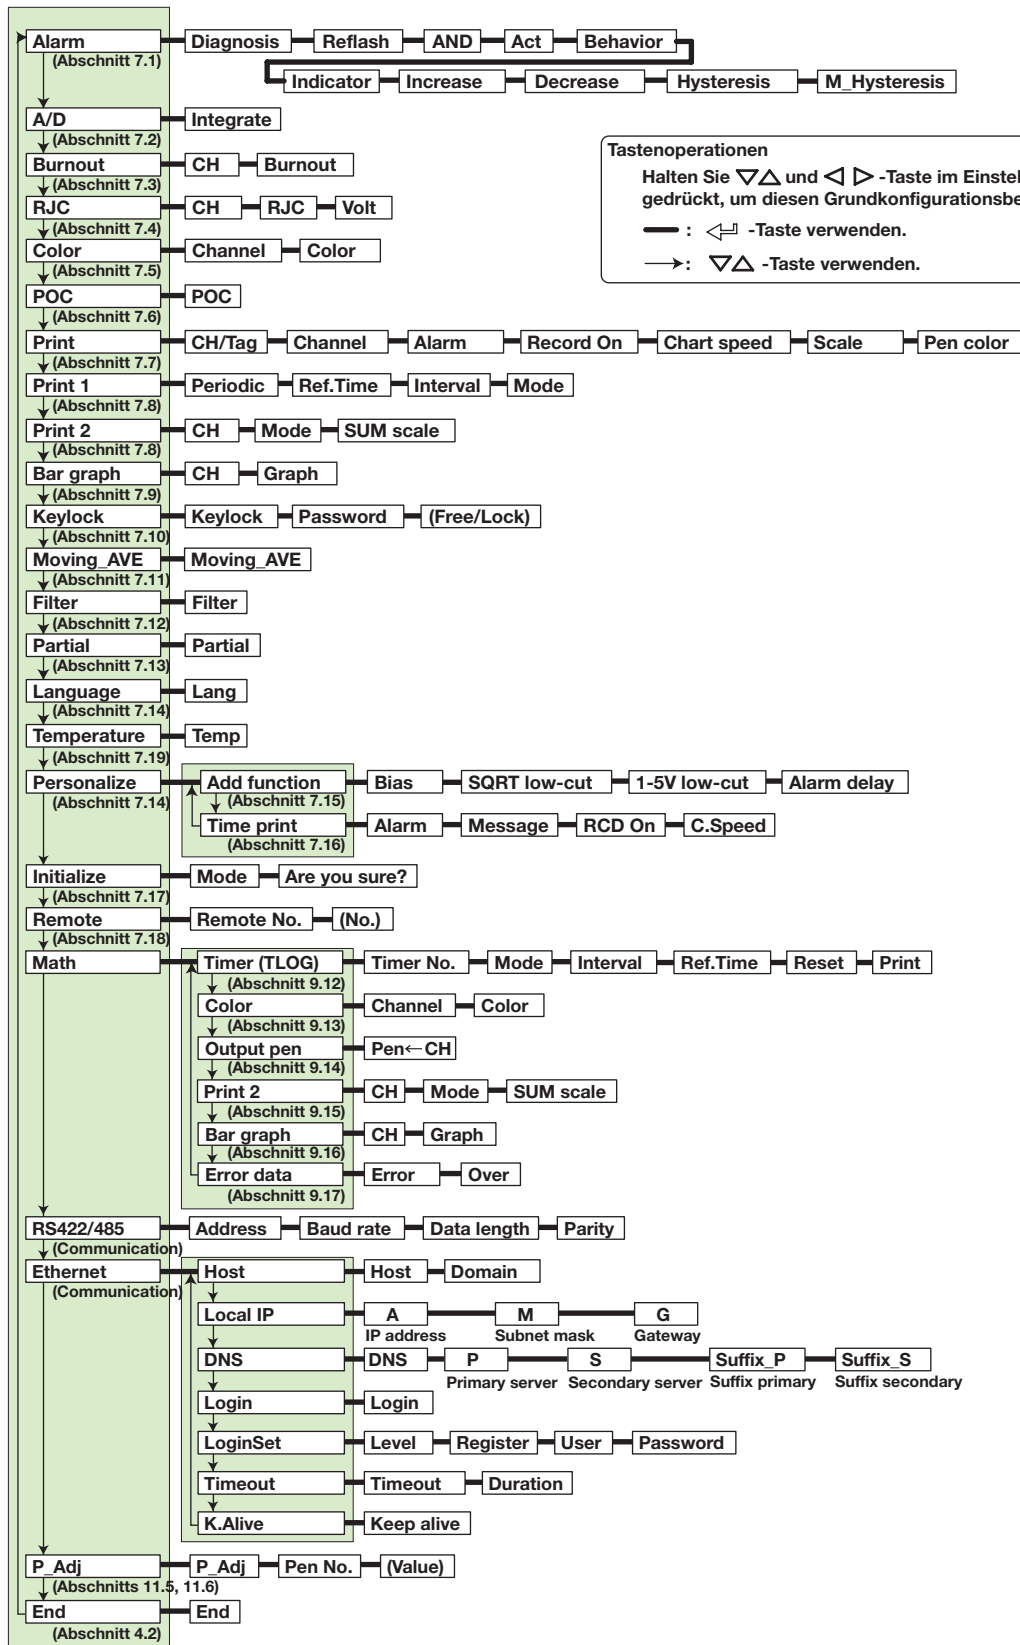 Alarm Diagnosis Reflash AND Act Behavior
(Abschnitt 7.1)
Indicator Increase Decrease Hysteresis M_Hysteresis
A/D Integrate
(Abschnitt 7.2)
Burnout CH Burnout
(Abschnitt 7.3)
RJC CH RJC Volt
(Abschnitt 7.4)
Color Channel Color
(Abschnitt 7.5)
POC POC
(Abschnitt 7.6)
Tastenoperationen
Halten Sie ▽△ und ◁ ▷ -Taste im Einstel
gedrückt, um diesen Grundkonfigurationsbe
: -Taste verwenden.
: ▽△ -Taste verwenden.
Print CH/Tag Channel Alarm Record On Chart speed Scale Pen color
(Abschnitt 7.7)
Print 1 Periodic Ref.Time Interval Mode
(Abschnitt 7.8)
Print 2 CH Mode SUM scale
(Abschnitt 7.8)
Bar graph CH Graph
(Abschnitt 7.9)
Keylock Keylock Password (Free/Lock)
(Abschnitt 7.10)
Moving_AVE Moving_AVE
(Abschnitt 7.11)
Filter Filter
(Abschnitt 7.12)
Partial Partial
(Abschnitt 7.13)
Language Lang
(Abschnitt 7.14)
Temperature Temp
(Abschnitt 7.19)
Personalize Add function Bias SQRT low-cut 1-5V low-cut Alarm delay
(Abschnitt 7.14) (Abschnitt 7.15)
Time print Alarm Message RCD On C.Speed
(Abschnitt 7.16)
Initialize Mode Are you sure?
(Abschnitt 7.17)
Remote Remote No. (No.)
(Abschnitt 7.18)
Math Timer (TLOG) Timer No. Mode Interval Ref.Time Reset Print
(Abschnitt 9.12)
Color Channel Color
(Abschnitt 9.13)
Output pen Pen←CH
(Abschnitt 9.14)
Print 2 CH Mode SUM scale
(Abschnitt 9.15)
Bar graph CH Graph
(Abschnitt 9.16)
Error data Error Over
(Abschnitt 9.17)
RS422/485 Address Baud rate Data length Parity
(Communication)
Ethernet Host Host Domain
(Communication)
Local IP A M G
IP address Subnet mask Gateway
DNS DNS P S Suffix_P Suffix_S
Primary server Secondary server Suffix primary Suffix secondary
Login Login
LoginSet Level Register User Password
Timeout Timeout Duration
K.Alive Keep alive
P_Adj P_Adj Pen No. (Value)
(Abschnitts 11.5, 11.6)
End End
(Abschnitt 4.2)